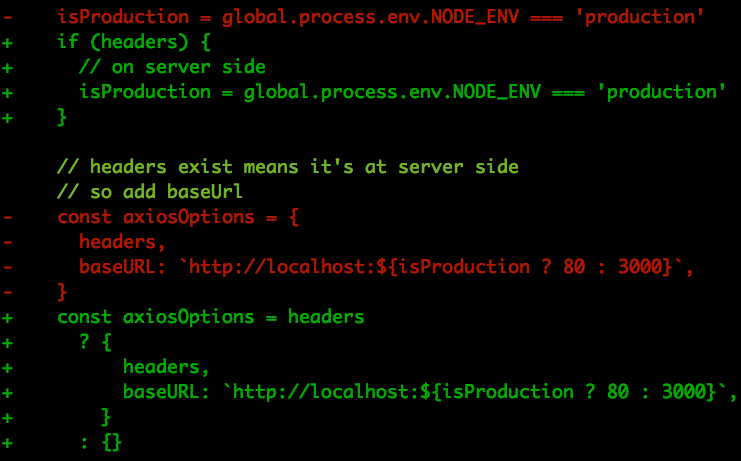 -    isProduction = global.process.env.NODE_ENV === 'production'
+    if (headers) {
+      // on server side
+      isProduction = global.process.env.NODE_ENV === 'production'
+    }
     // headers exist means it's at server side
     // so add baseUrl
-    const axiosOptions = {
-      headers,
-      baseURL: `http://localhost:${isProduction ? 80 : 3000}`,
-    }
+    const axiosOptions = headers
+      ? {
+          headers,
+          baseURL: `http://localhost:${isProduction ? 80 : 3000}`,
+        }
+      : {}